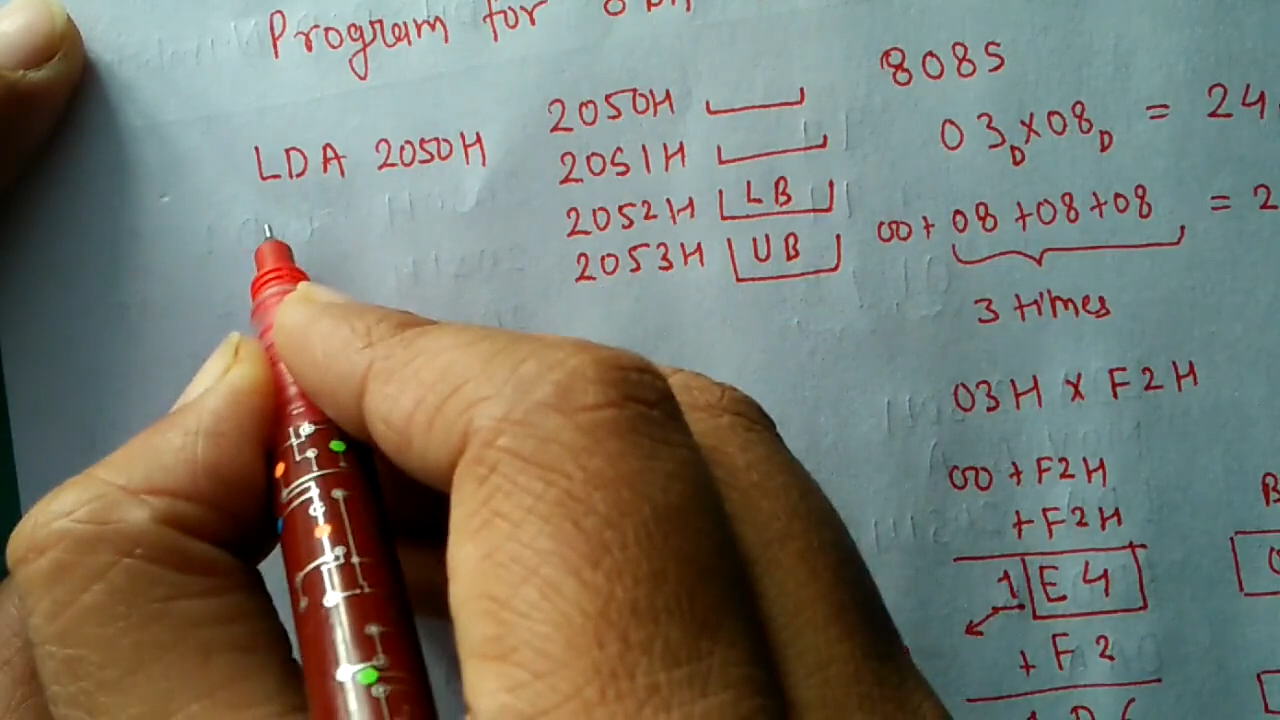 Program for 8
8085
2050H
03D × 08D = 24
LDA 2050H
2051H
2052H LB
00 + 08 + 08 + 08 = 2
2053H UB
3 times
03H × F2H
00 + F2H
+ F2H
1 E4
+ F2